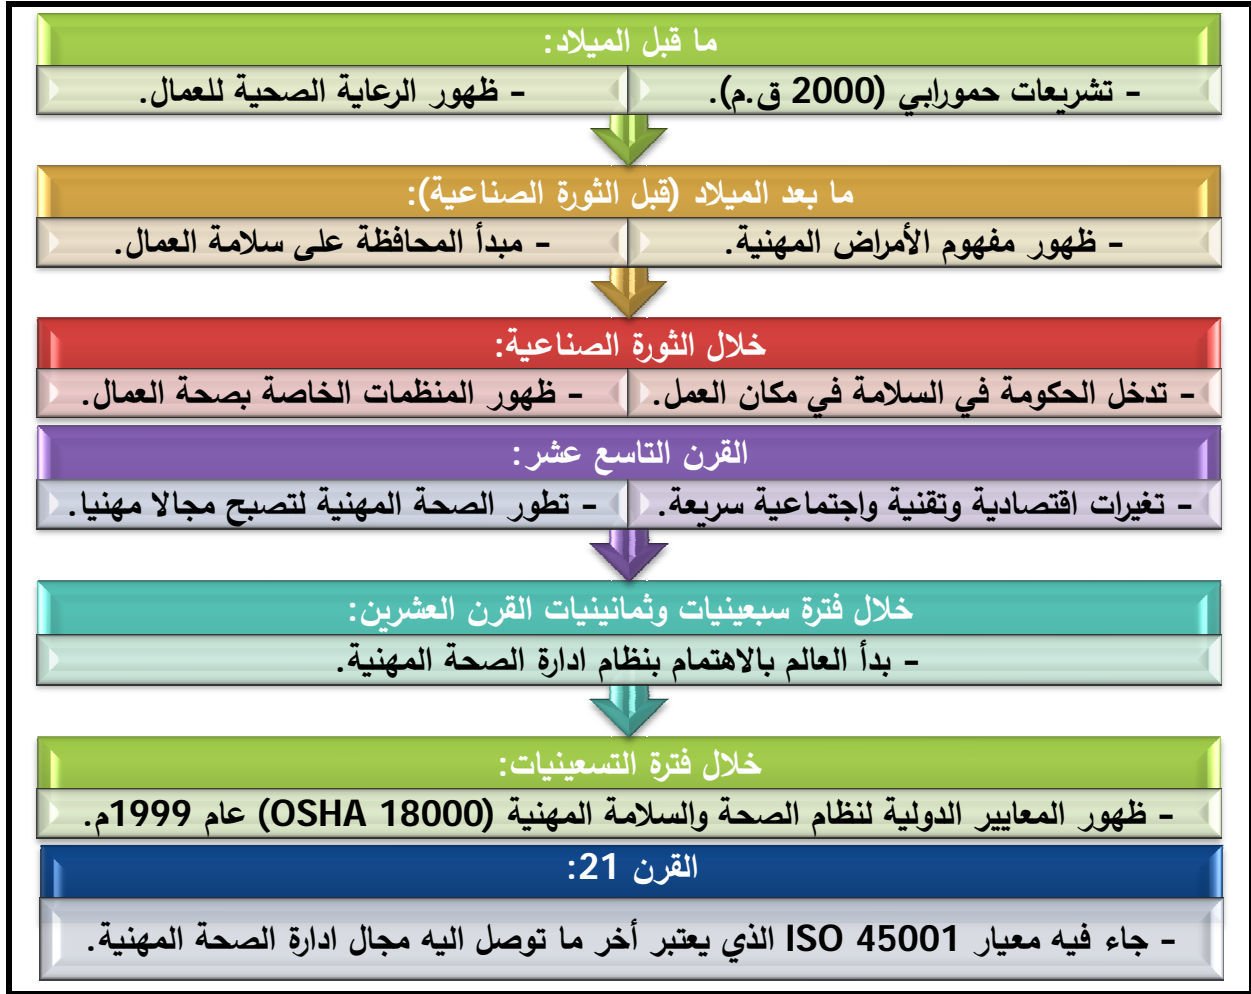 ما قبل الميلاد:
- تشريعات حمورابي (2000 ق.م).
- ظهور الرعاية الصحية للعمال.
ما بعد الميلاد (قبل الثورة الصناعية):
- ظهور مفهوم الأمراض المهنية.
- مبدأ المحافظة على سلامة العمال.
خلال الثورة الصناعية:
- تدخل الحكومة في السلامة في مكان العمل.
- ظهور المنظمات الخاصة بصحة العمال.
القرن التاسع عشر:
- تغيرات اقتصادية وتقنية واجتماعية سريعة.
- تطور الصحة المهنية لتصبح مجالا مهنيا.
خلال فترة سبعينيات وثمانينيات القرن العشرين:
- بدأ العالم بالاهتمام بنظام ادارة الصحة المهنية.
خلال فترة التسعينيات:
- ظهور المعايير الدولية لنظام الصحة والسلامة المهنية (OSHA 18000) عام 1999م.
القرن 21:
- جاء فيه معيار ISO 45001 الذي يعتبر أخر ما توصل اليه مجال ادارة الصحة المهنية.